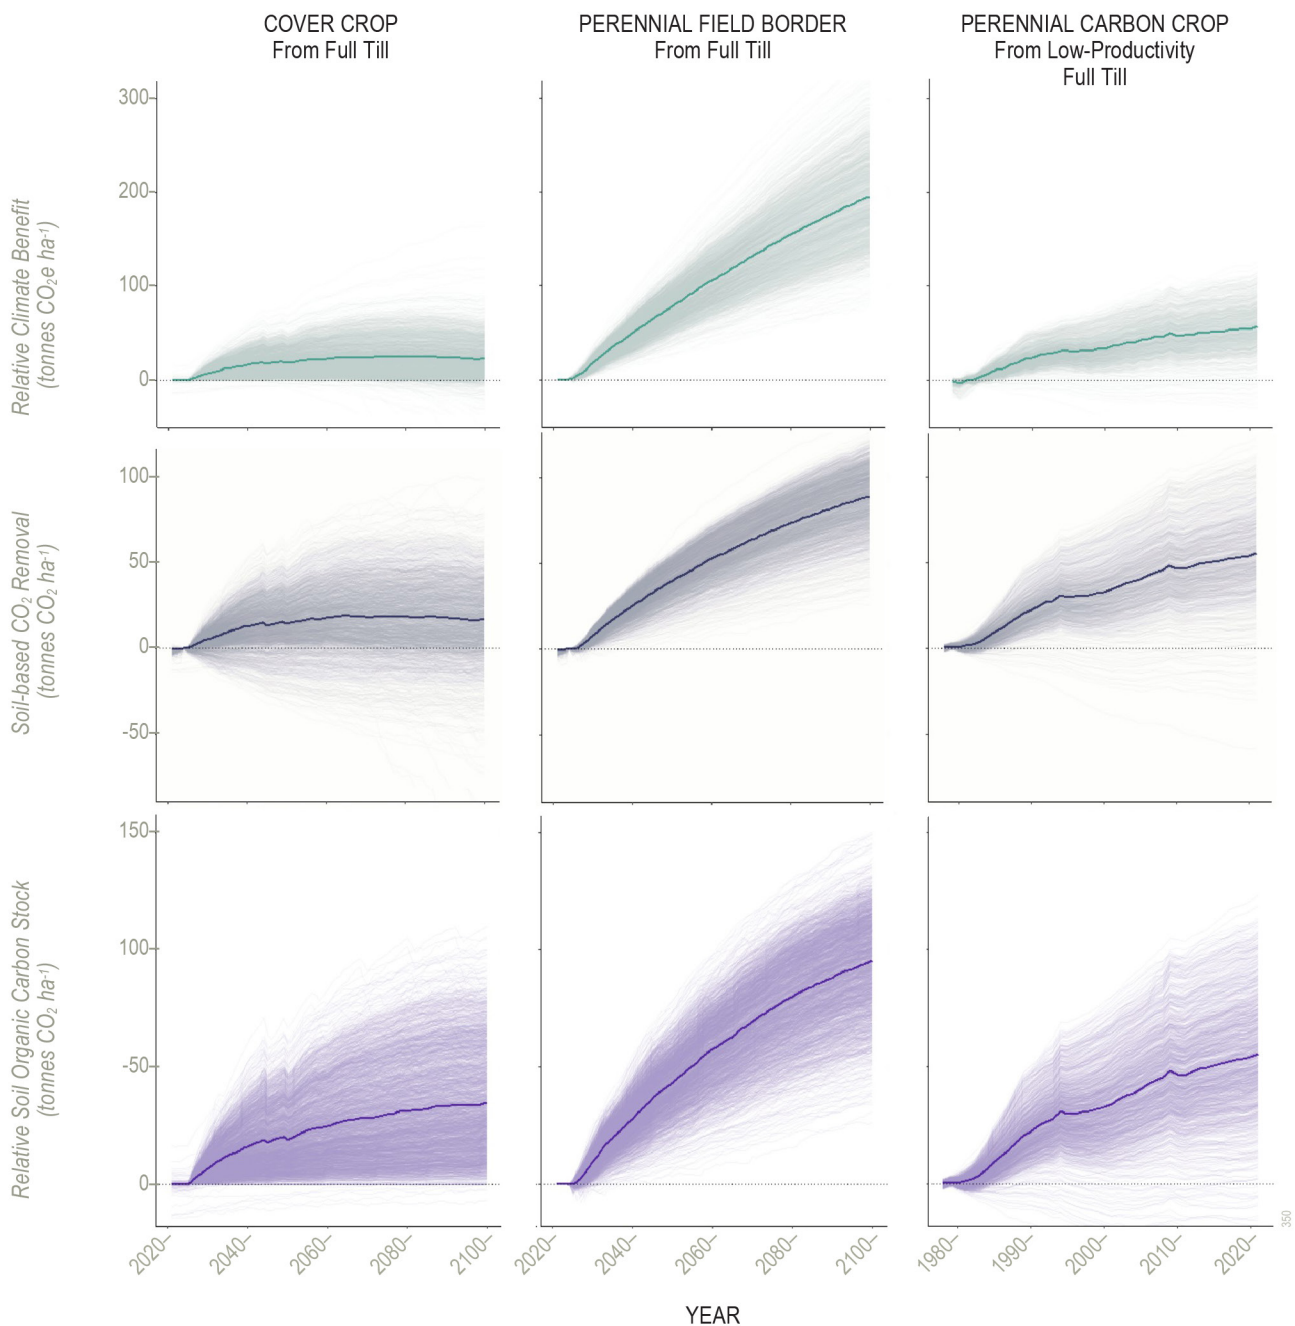 COVER CROP
From Full Till
PERENNIAL FIELD BORDER
From Full Till
PERENNIAL CARBON CROP
From Low-Productivity
Full Till
Relative Climate Benefit
(tonnes CO₂e ha⁻¹)
300
200
100
0
Soil-based CO₂ Removal
(tonnes CO₂ ha⁻¹)
100
50
0
-50
Relative Soil Organic Carbon Stock
(tonnes CO₂ ha⁻¹)
150
100
-50
0
2020
2040
2060
2080
2100
2020
2040
2060
2080
2100
1980
1990
2000
2010
2020
YEAR
350